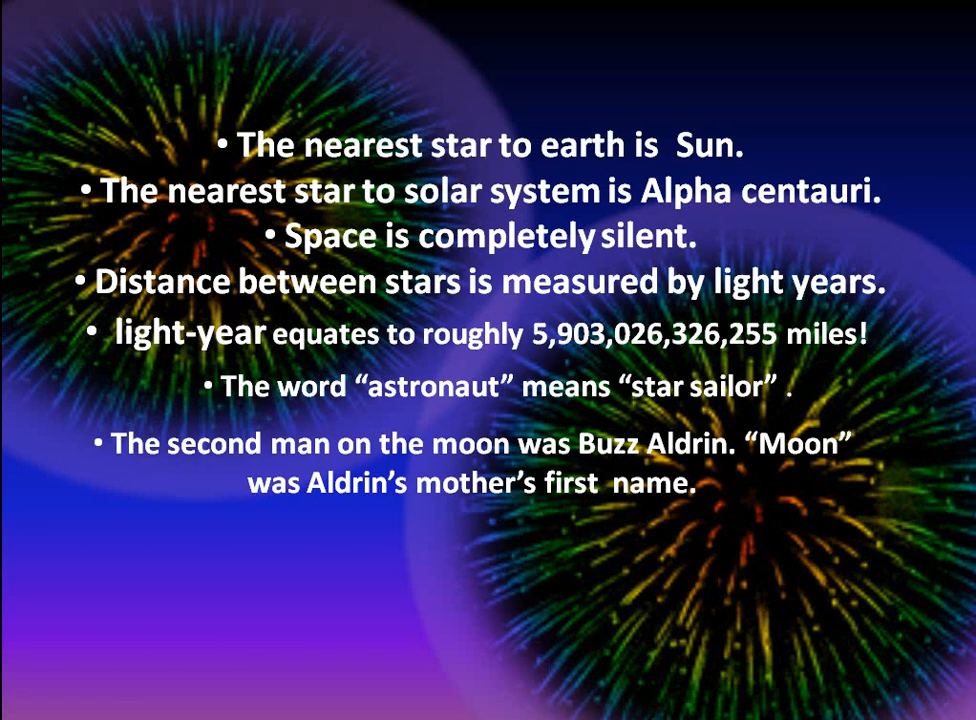 • The nearest star to earth is Sun.
• The nearest star to solar system is Alpha centauri.
• Space is completely silent.
• Distance between stars is measured by light years.
• light-year equates to roughly 5,903,026,326,255 miles!
• The word “astronaut” means “star sailor” .
• The second man on the moon was Buzz Aldrin. “Moon”
was Aldrin’s mother’s first name.